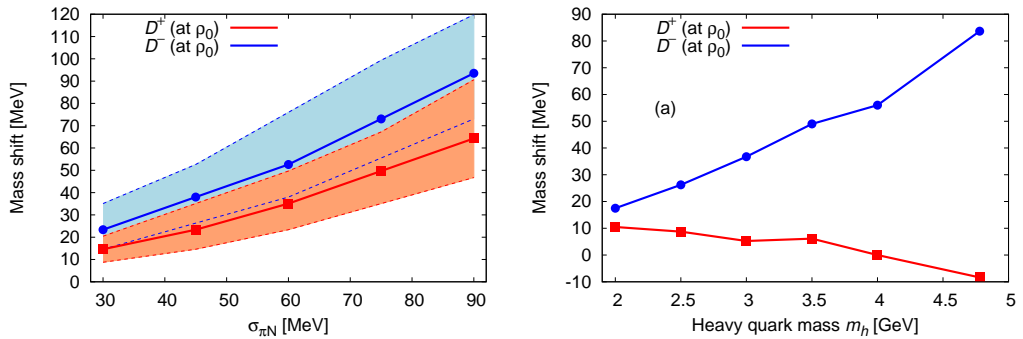 D⁺ (at ρ₀)
D⁻ (at ρ₀)
Mass shift [MeV]
120
110
100
90
80
70
60
50
40
30
20
10
0
30 40 50 60 70 80 90
σπN [MeV]
D⁺ (at ρ₀)
D⁻ (at ρ₀)
(a)
Mass shift [MeV]
90
80
70
60
50
40
30
20
10
0
-10
2 2.5 3 3.5 4 4.5 5
Heavy quark mass mₕ [GeV]